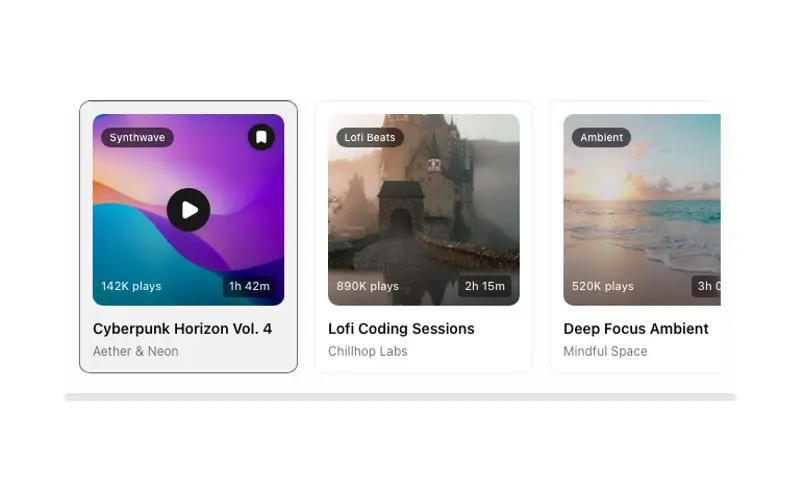 Synthwave
142K plays
1h 42m
Cyberpunk Horizon Vol. 4
Aether & Neon
Lofi Beats
890K plays
2h 15m
Lofi Coding Sessions
Chillhop Labs
Ambient
520K plays
3h
Deep Focus Ambient
Mindful Space